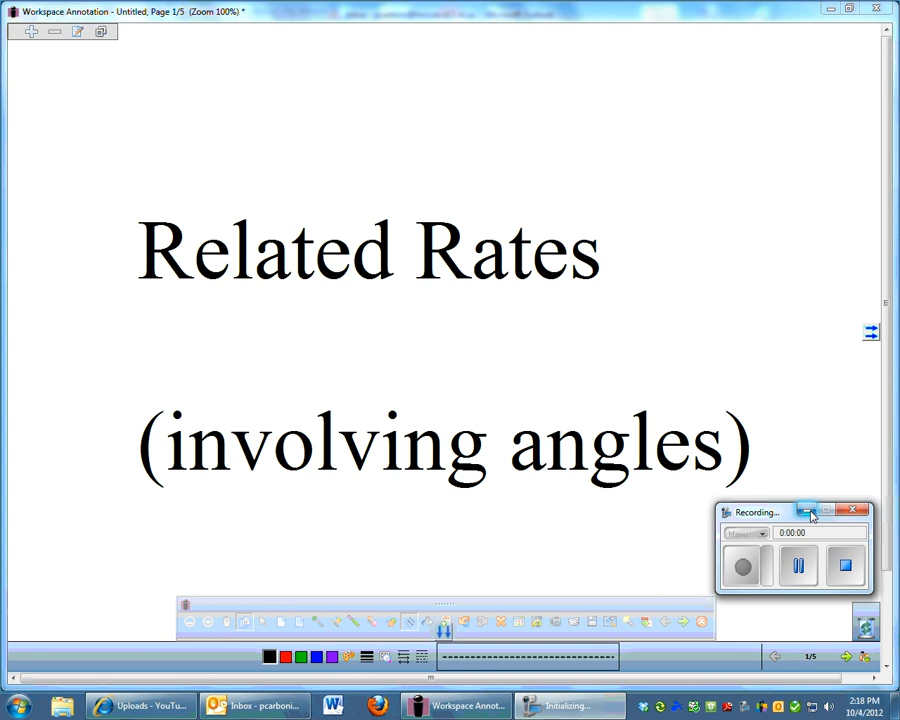 Workspace Annotation - Untitled, Page 1/5 (Zoom 100%) *
Related Rates
(involving angles)
Recording...
Menu
0:00:00
1/5
Uploads - YouTu...
Inbox - pcarboni...
Workspace Annot...
Initializing...
2:18 PM
10/4/2012